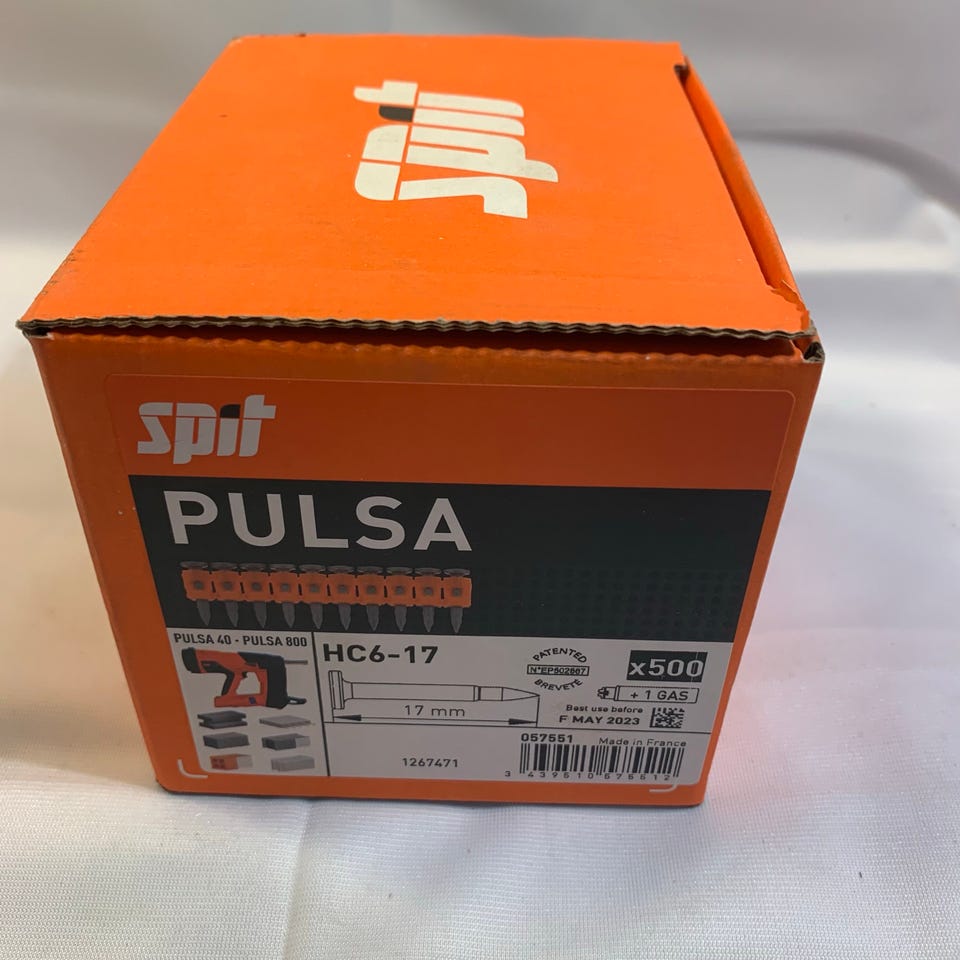 spit
spit
PULSA
PULSA 40 - PULSA 800
HC6-17
17 mm
PATENTED
N°EP502667
BREVETE
x500
+ 1 GAS
Best use before
F MAY 2023
057551
Made in France
1267471
3 439510 575512